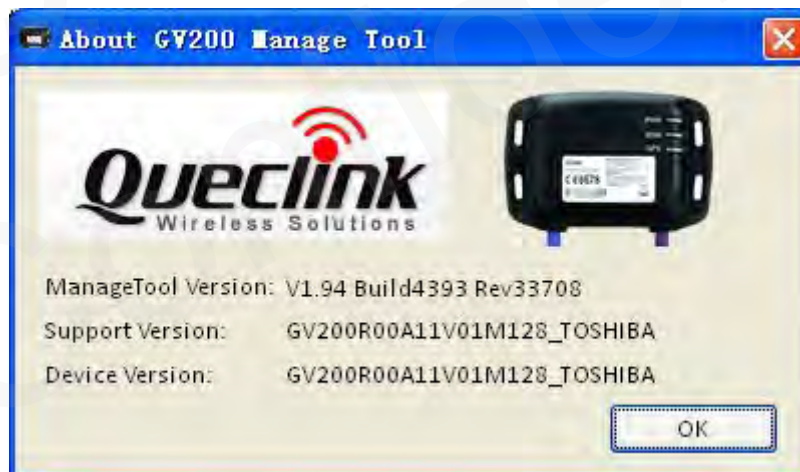 About GV200 Manage Tool
Queclink
Wireless Solutions
ManageTool Version: V1.94 Build4393 Rev33708
Support Version: GV200R00A11V01M128_TOSHIBA
Device Version: GV200R00A11V01M128_TOSHIBA
OK